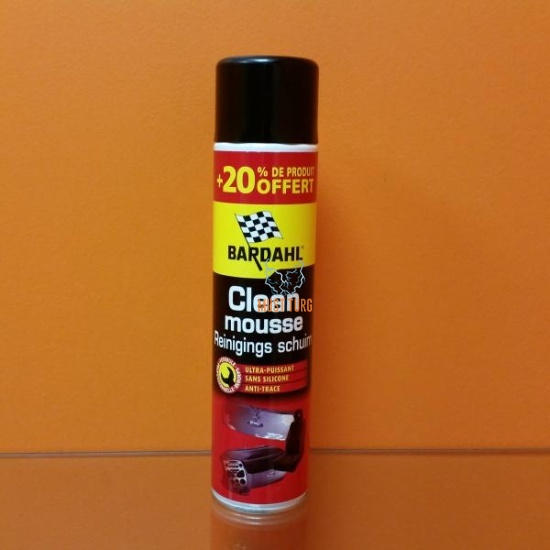 +20% DE PRODUIT
OFFERT
BARDAHL
Clean
mousse
Reinigings schuim
ULTRA-PUISSANT
SANS SILICONE
ANTI-TRACE